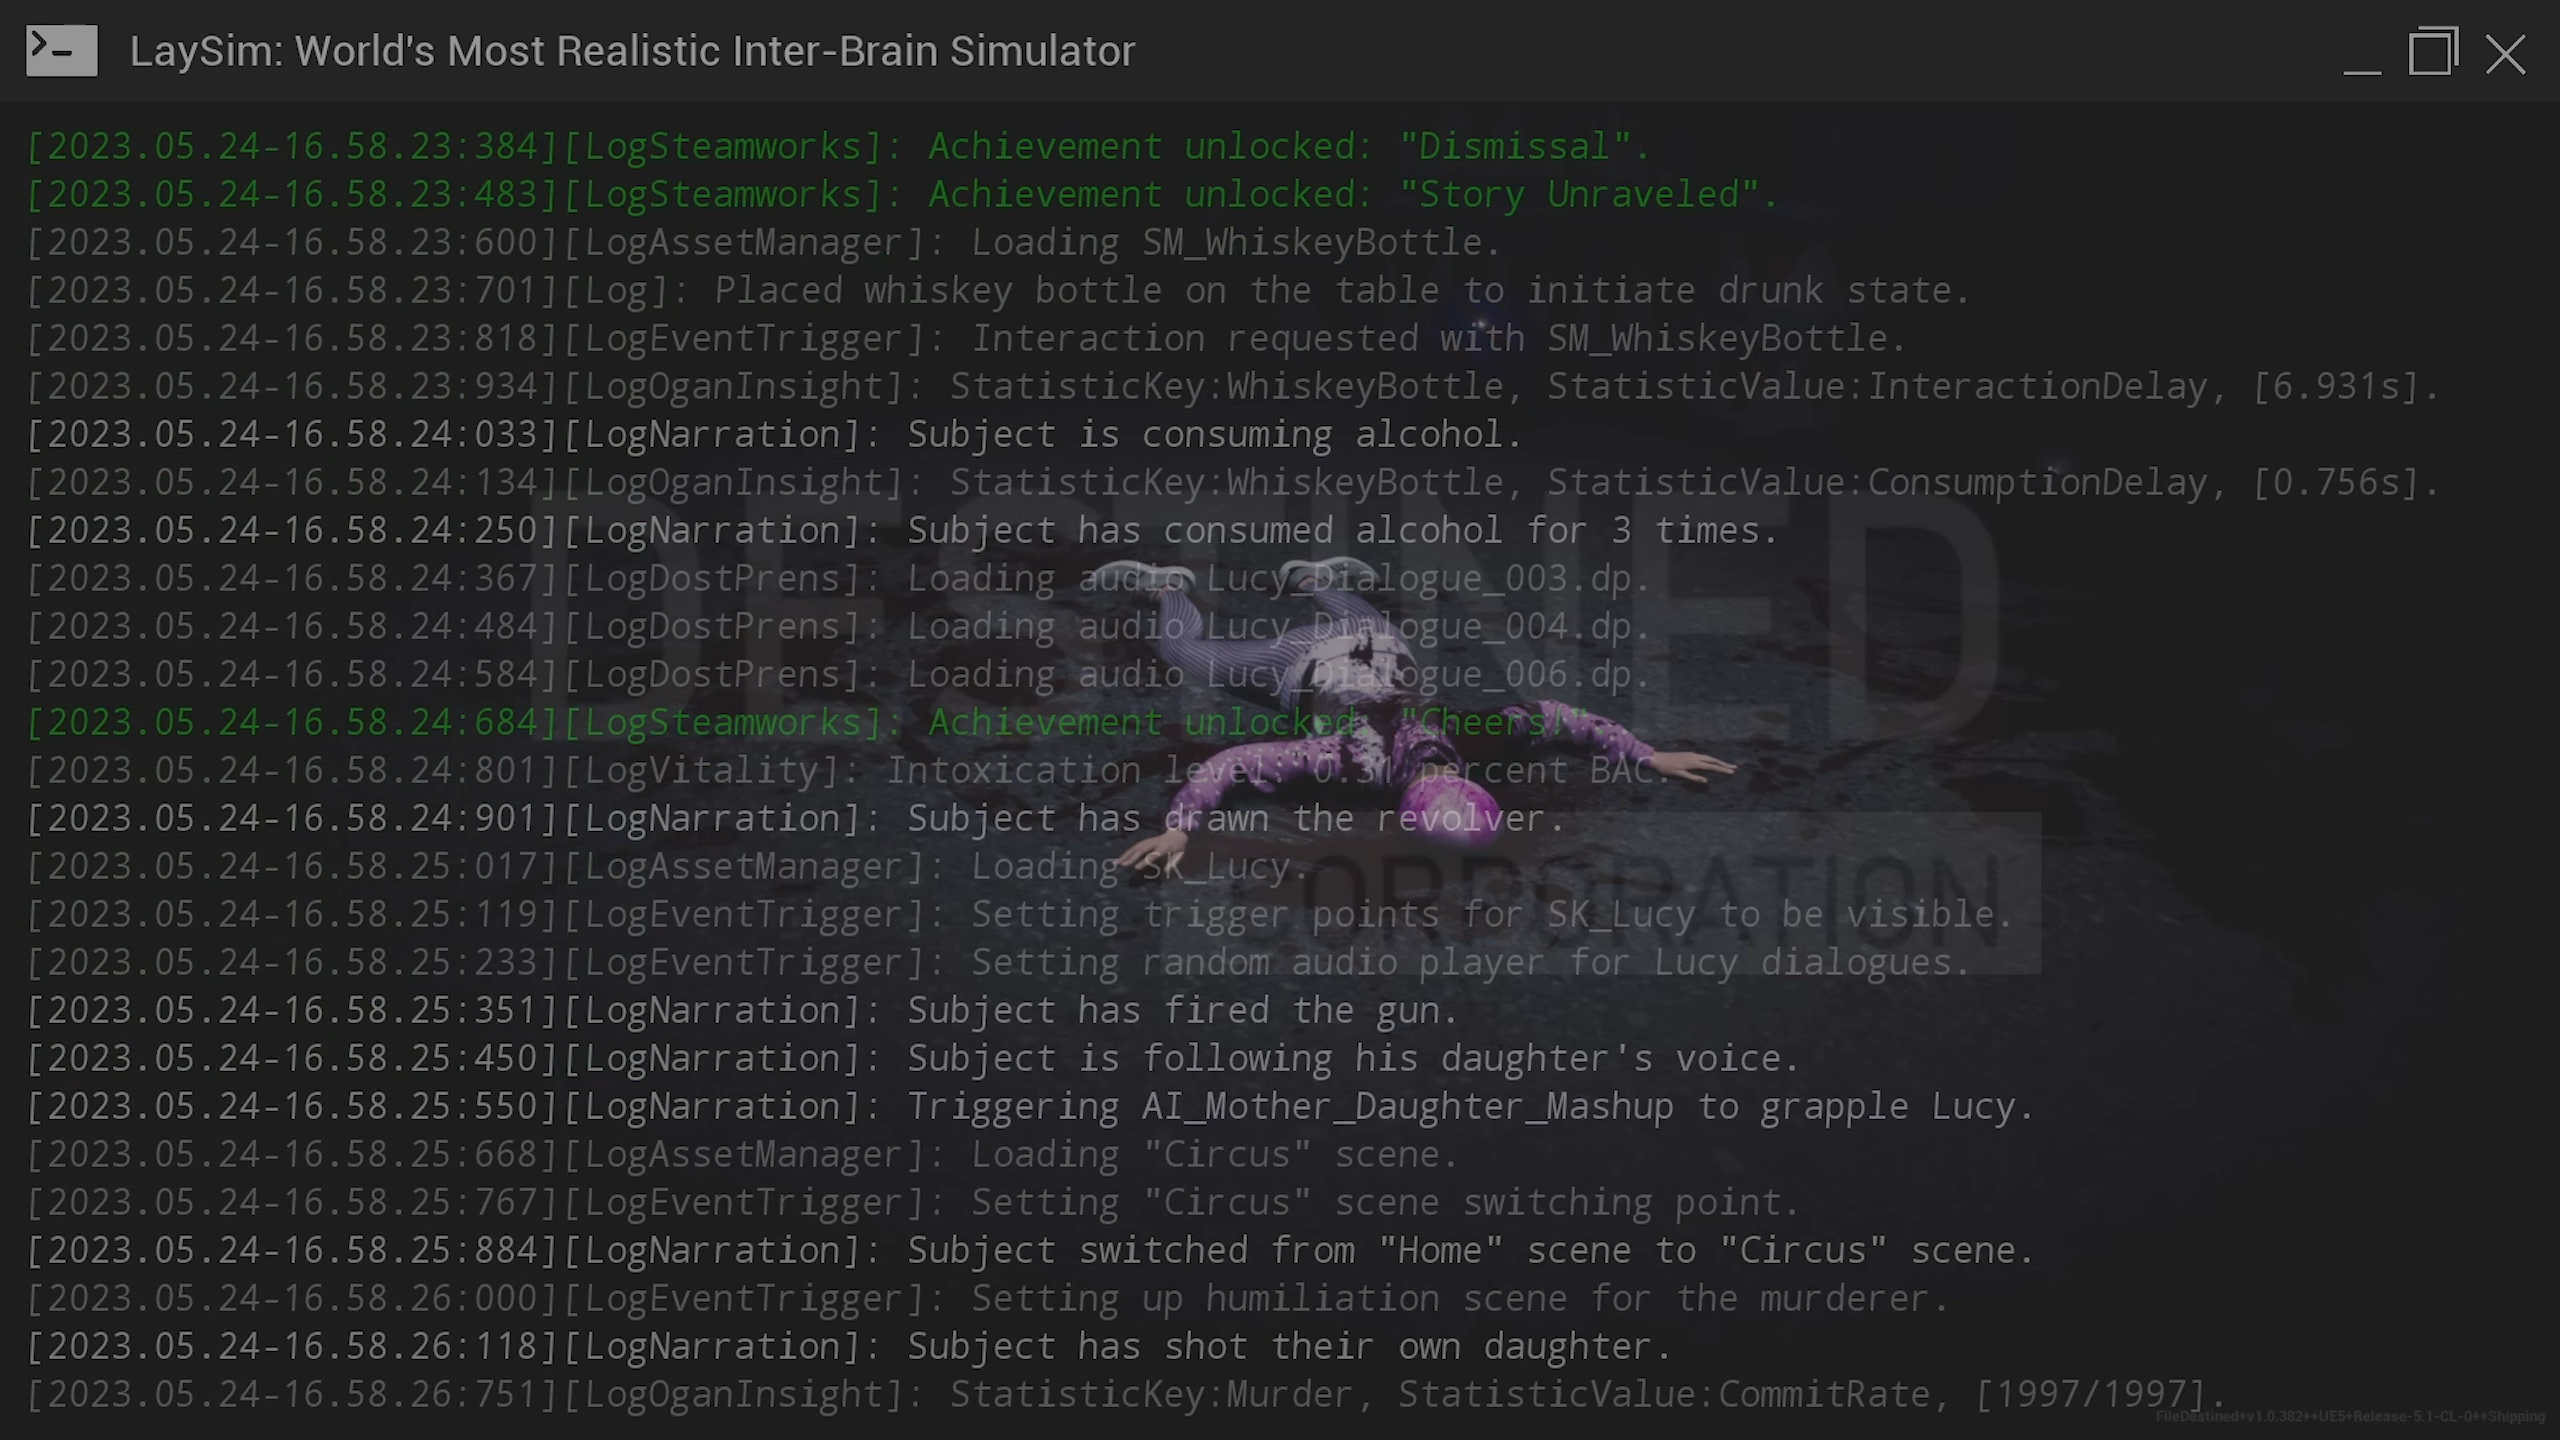 LaySim: World's Most Realistic Inter-Brain Simulator
[2023.05.24-16.58.23:384][LogSteamworks]: Achievement unlocked: "Dismissal".
[2023.05.24-16.58.23:483][LogSteamworks]: Achievement unlocked: "Story Unraveled".
[2023.05.24-16.58.23:600][LogAssetManager]: Loading SM_WhiskeyBottle.
[2023.05.24-16.58.23:701][Log]: Placed whiskey bottle on the table to initiate drunk state.
[2023.05.24-16.58.23:818][LogEventTrigger]: Interaction requested with SM_WhiskeyBottle.
[2023.05.24-16.58.23:934][LogOganInsight]: StatisticKey:WhiskeyBottle, StatisticValue:InteractionDelay, [6.931s].
[2023.05.24-16.58.24:033][LogNarration]: Subject is consuming alcohol.
[2023.05.24-16.58.24:134][LogOganInsight]: StatisticKey:WhiskeyBottle, StatisticValue:ConsumptionDelay, [0.756s].
[2023.05.24-16.58.24:250][LogNarration]: Subject has consumed alcohol for 3 times.
[2023.05.24-16.58.24:367][LogDostPrens]: Loading audio Lucy_Dialogue_003.dp.
[2023.05.24-16.58.24:484][LogDostPrens]: Loading audio Lucy_Dialogue_004.dp.
[2023.05.24-16.58.24:584][LogDostPrens]: Loading audio Lucy_Dialogue_006.dp.
[2023.05.24-16.58.24:684][LogSteamworks]: Achievement unlocked: "Cheers!".
[2023.05.24-16.58.24:801][LogVitality]: Intoxication level: 0.31 percent BAC.
[2023.05.24-16.58.24:901][LogNarration]: Subject has drawn the revolver.
[2023.05.24-16.58.25:017][LogAssetManager]: Loading SK_Lucy.
[2023.05.24-16.58.25:119][LogEventTrigger]: Setting trigger points for SK_Lucy to be visible.
[2023.05.24-16.58.25:233][LogEventTrigger]: Setting random audio player for Lucy dialogues.
[2023.05.24-16.58.25:351][LogNarration]: Subject has fired the gun.
[2023.05.24-16.58.25:450][LogNarration]: Subject is following his daughter's voice.
[2023.05.24-16.58.25:550][LogNarration]: Triggering AI_Mother_Daughter_Mashup to grapple Lucy.
[2023.05.24-16.58.25:668][LogAssetManager]: Loading "Circus" scene.
[2023.05.24-16.58.25:767][LogEventTrigger]: Setting "Circus" scene switching point.
[2023.05.24-16.58.25:884][LogNarration]: Subject switched from "Home" scene to "Circus" scene.
[2023.05.24-16.58.26:000][LogEventTrigger]: Setting up humiliation scene for the murderer.
[2023.05.24-16.58.26:118][LogNarration]: Subject has shot their own daughter.
[2023.05.24-16.58.26:751][LogOganInsight]: StatisticKey:Murder, StatisticValue:CommitRate, [1997/1997].
DESTINED
CORPORATION
FileDestined+v1.0.382++UE5+Release-5.1-CL-0++Shipping